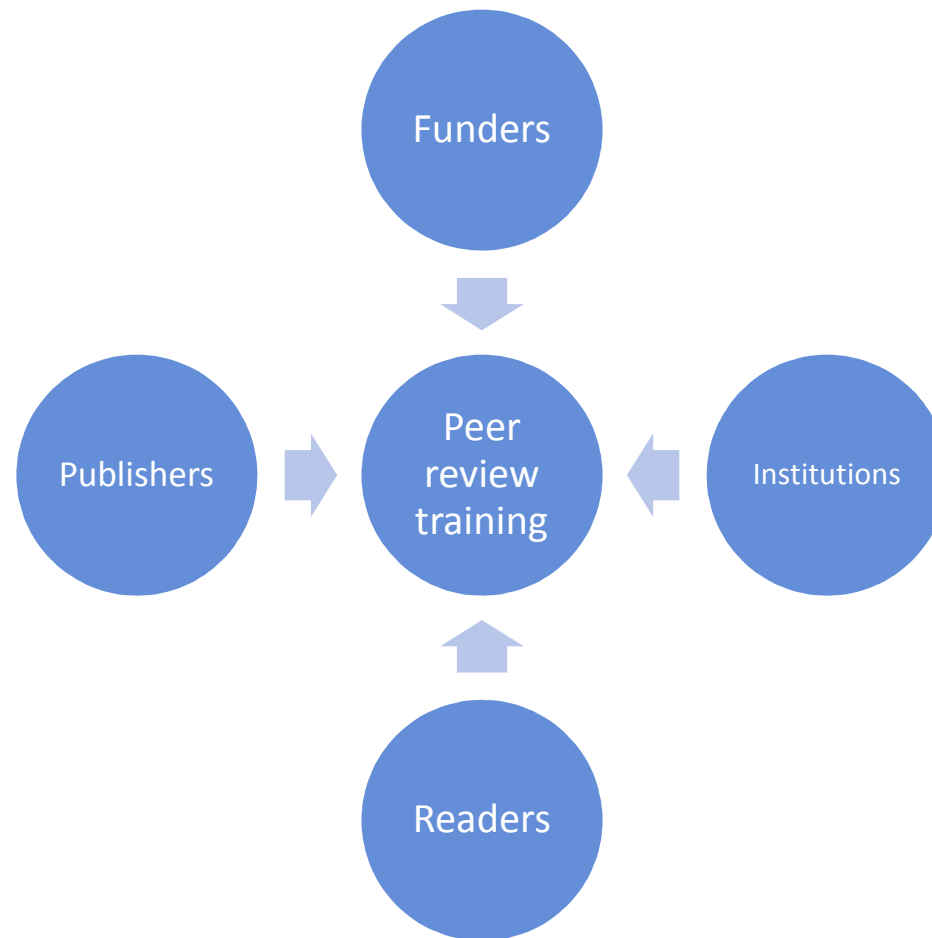 Funders
Publishers
Peer
review
training
Institutions
Readers